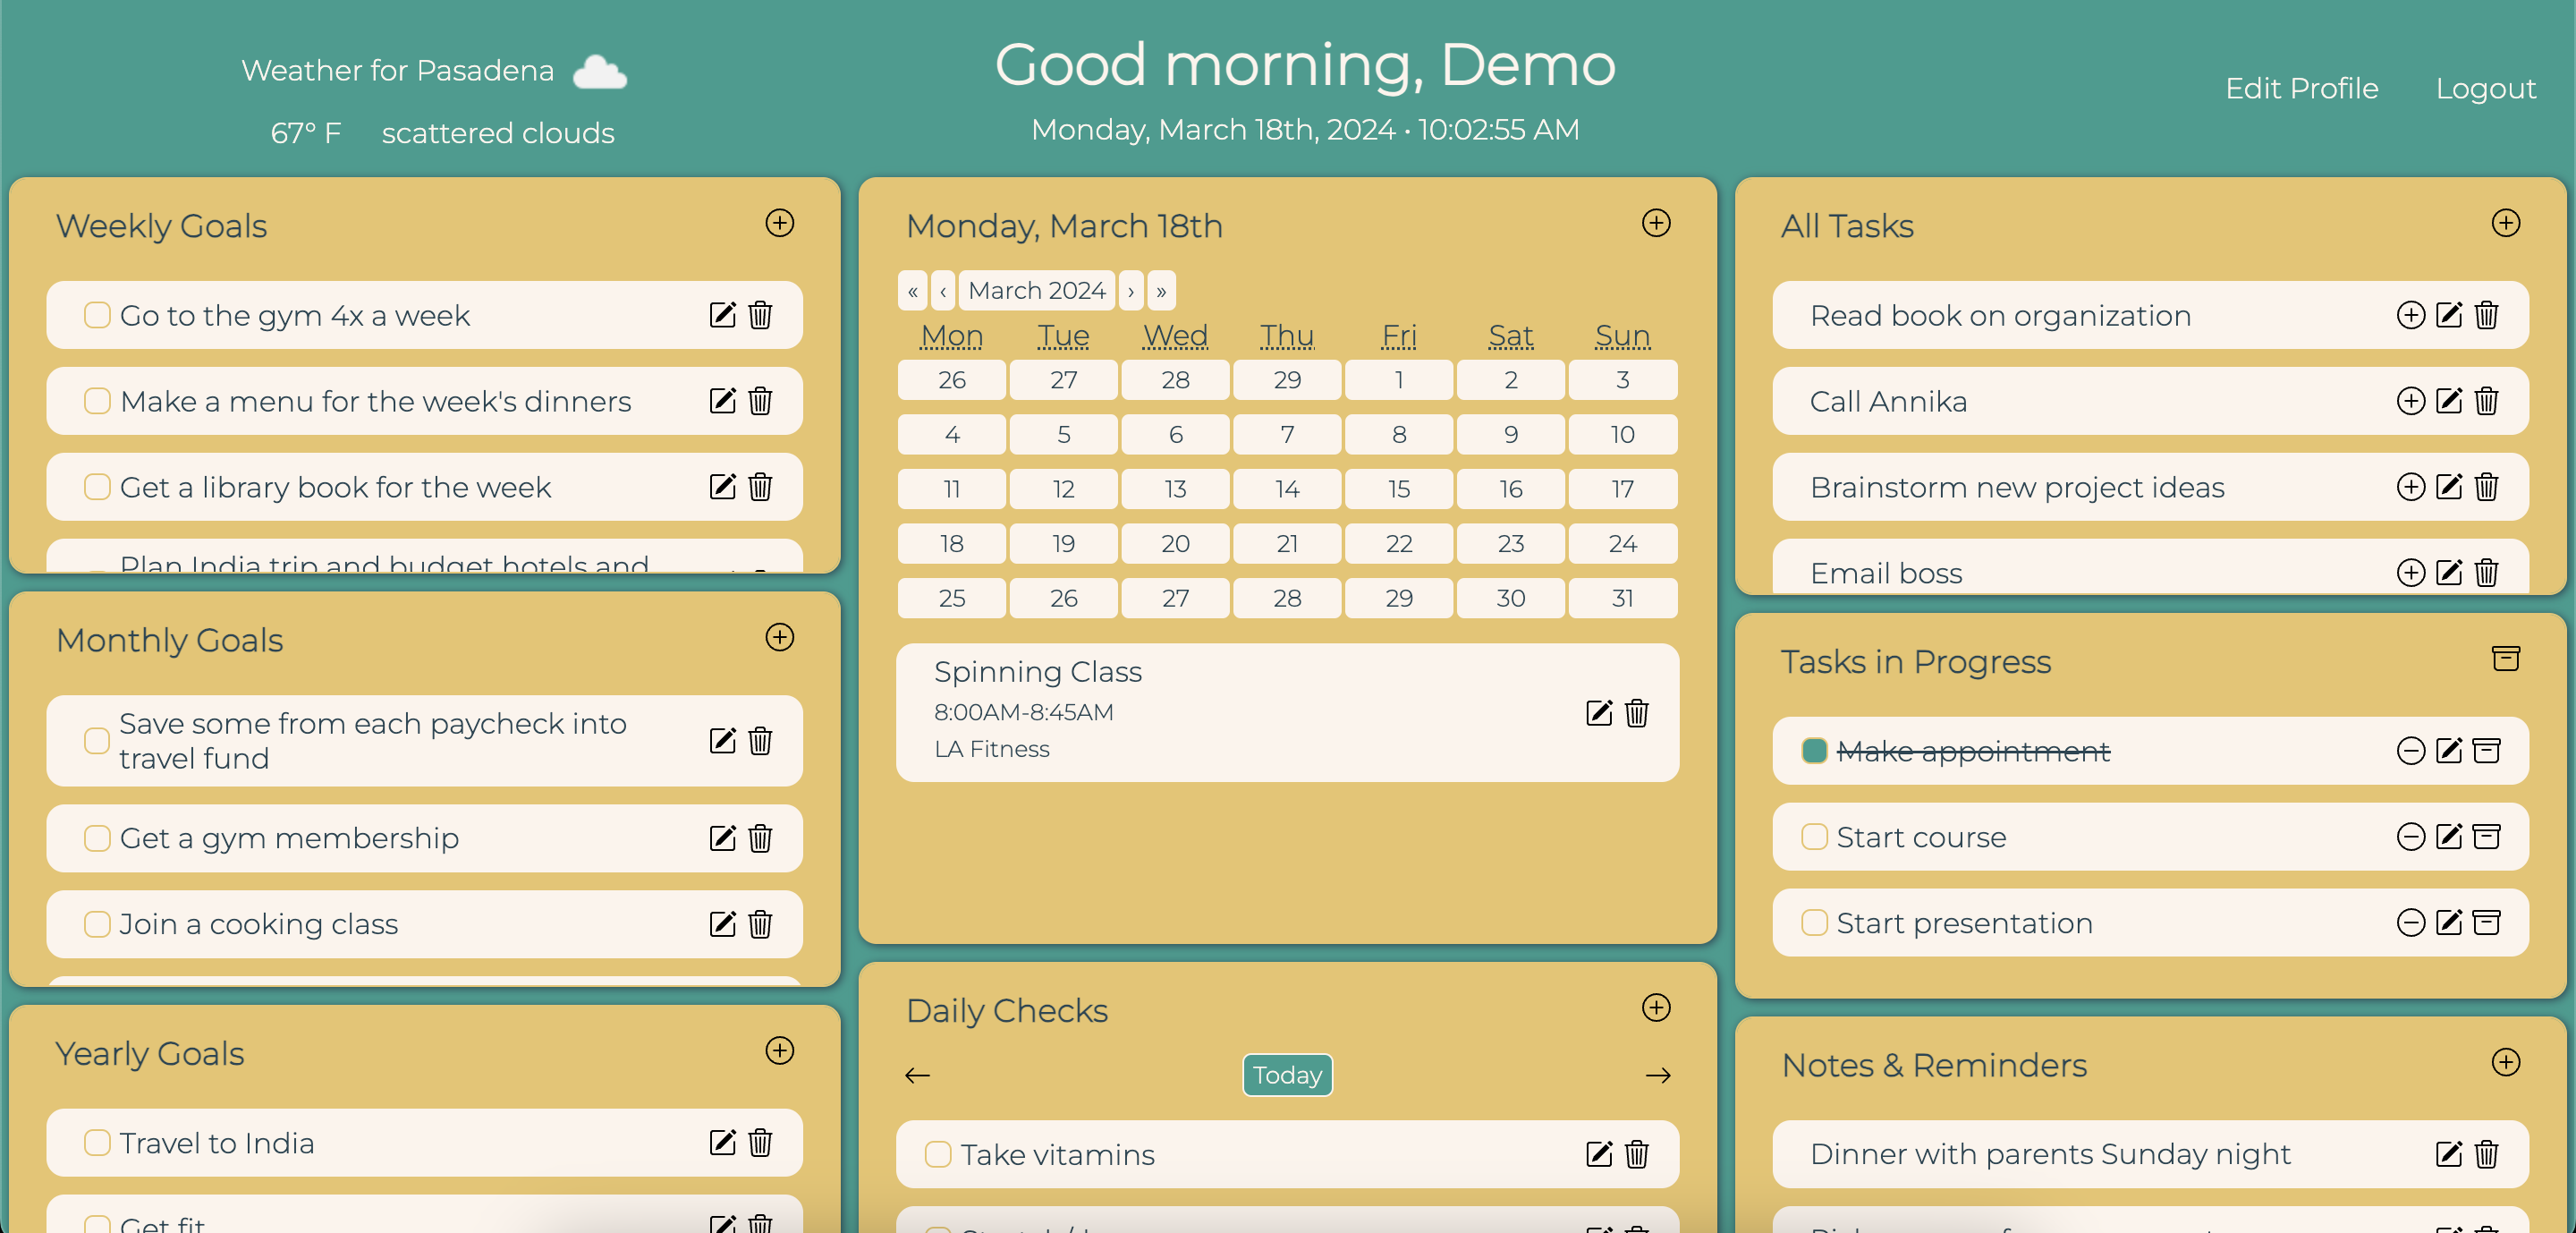 Weather for Pasadena
67° F scattered clouds
Good morning, Demo
Monday, March 18th, 2024 • 10:02:55 AM
Edit Profile Logout
Weekly Goals
Go to the gym 4x a week
Make a menu for the week's dinners
Get a library book for the week
Plan India trip and budget hotels and
Monthly Goals
Save some from each paycheck into
travel fund
Get a gym membership
Join a cooking class
Yearly Goals
Travel to India
Get fit
Monday, March 18th
« ‹ March 2024 › »
Mon Tue Wed Thu Fri Sat Sun
26 27 28 29 1 2 3
4 5 6 7 8 9 10
11 12 13 14 15 16 17
18 19 20 21 22 23 24
25 26 27 28 29 30 31
Spinning Class
8:00AM-8:45AM
LA Fitness
Daily Checks
Today
Take vitamins
All Tasks
Read book on organization
Call Annika
Brainstorm new project ideas
Email boss
Tasks in Progress
Make appointment
Start course
Start presentation
Notes & Reminders
Dinner with parents Sunday night